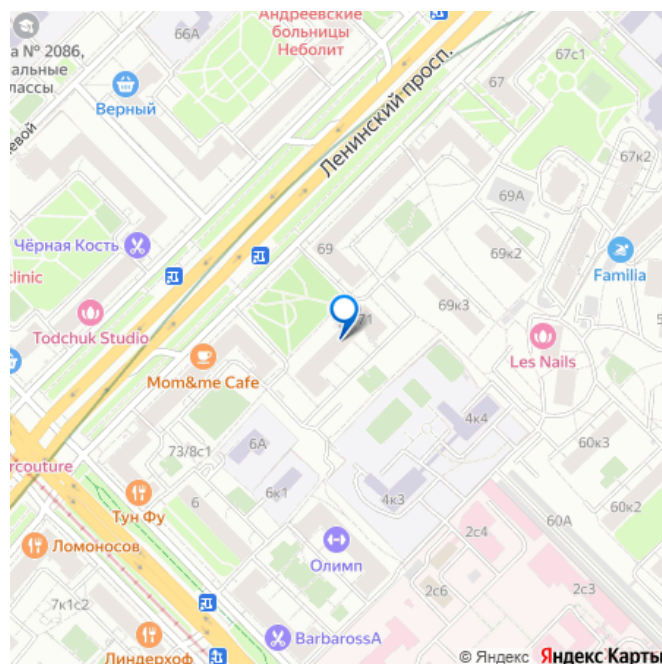 Андреевские
больницы
Неболит
66А
а № 2086,
альные
лассы
Верный
67с1
67
Ленинский просп.
евой
67к2
69А
Чёрная Кость
69
69к2
clinic
Familia
69к3
71
Todchuk Studio
Les Nails
Mom&me Cafe
4к4
73/8с1
6А
60к3
rcouture
6к1
4к3
6
Тун Фу
60к2
60А
2с4
Ломоносов
Олимп
2с6
2с3
7к1с2
BarbarossA
Линдерхоф
© Яндекс Яндекс Карты